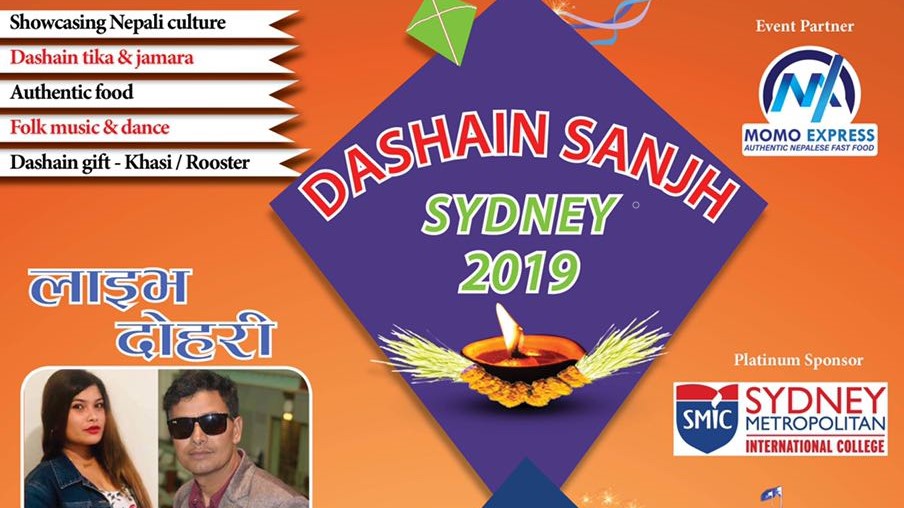 Showcasing Nepali culture
Dashain tika & jamara
Authentic food
Folk music & dance
Dashain gift - Khasi / Rooster
DASHAIN SANJH
SYDNEY
2019
लाइभ
दोहरी
Event Partner
MOMO EXPRESS
AUTHENTIC NEPALESE FAST FOOD
Platinum Sponsor
SMIC
SYDNEY
METROPOLITAN
INTERNATIONAL COLLEGE